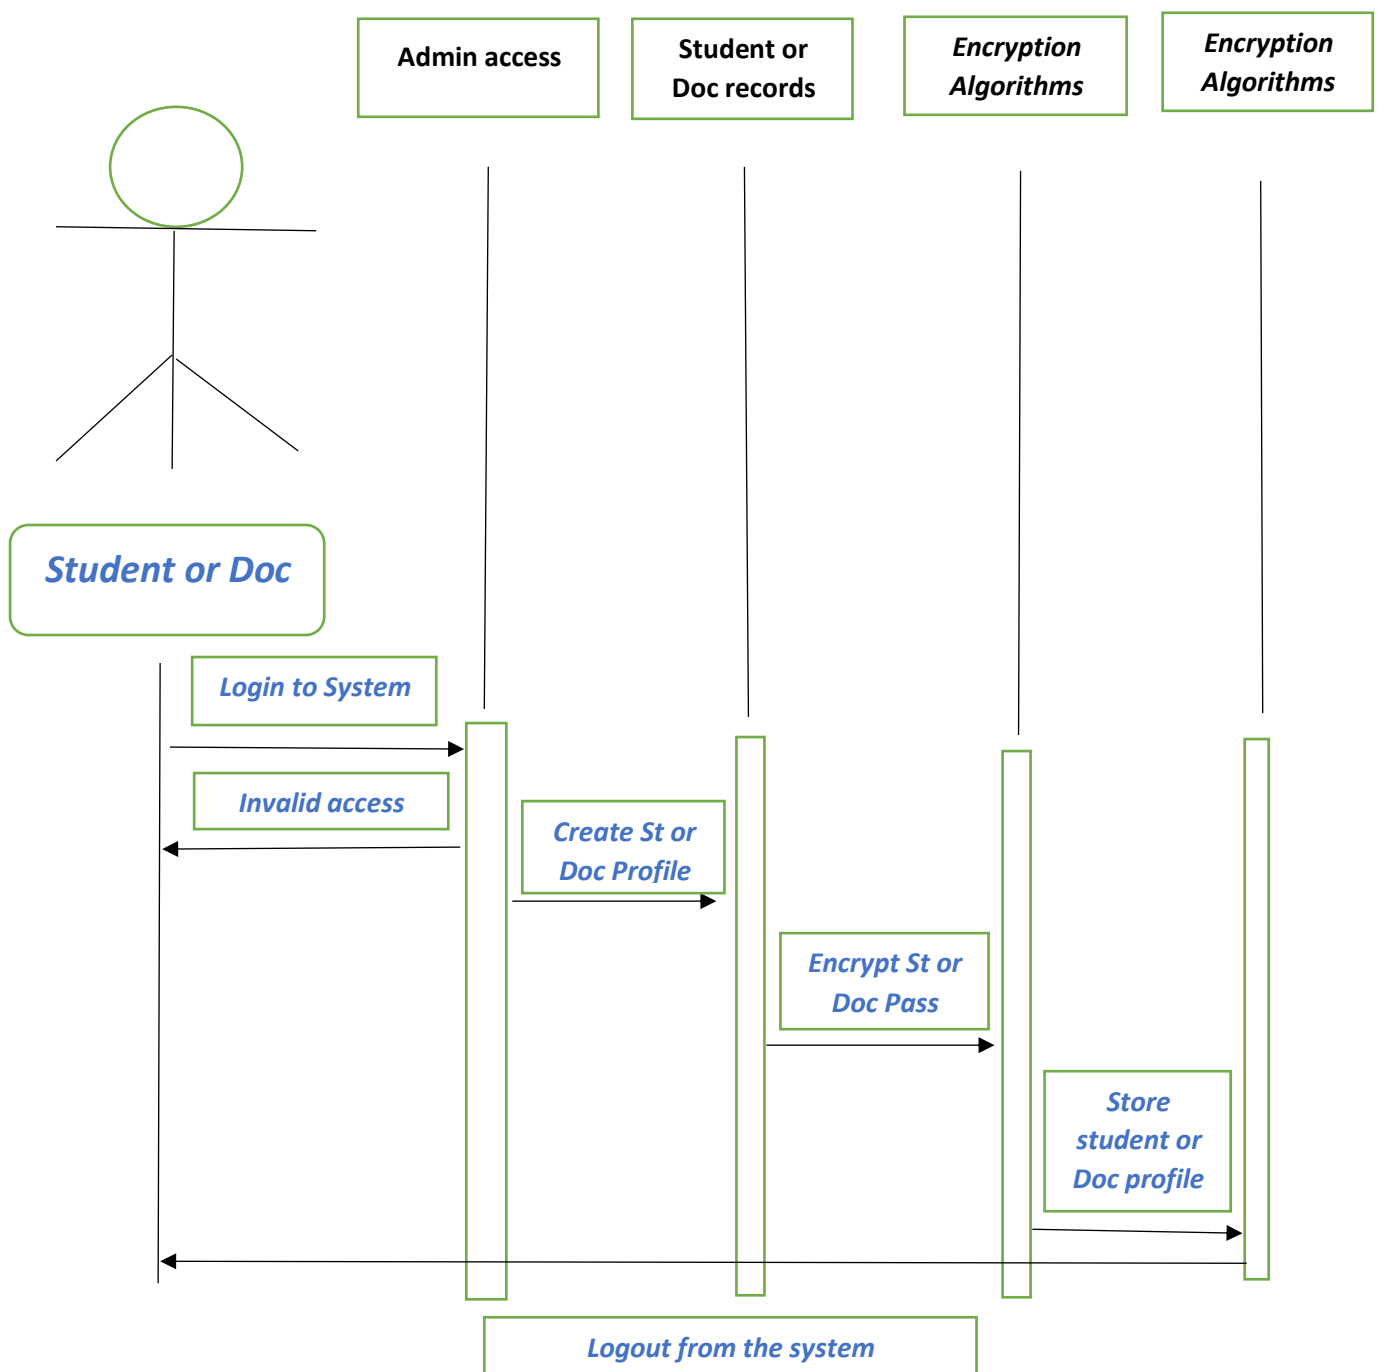 Admin access
Student or
Doc records
Encryption
Algorithms
Encryption
Algorithms
Student or Doc
Login to System
Invalid access
Create St or
Doc Profile
Encrypt St or
Doc Pass
Store
student or
Doc profile
Logout from the system